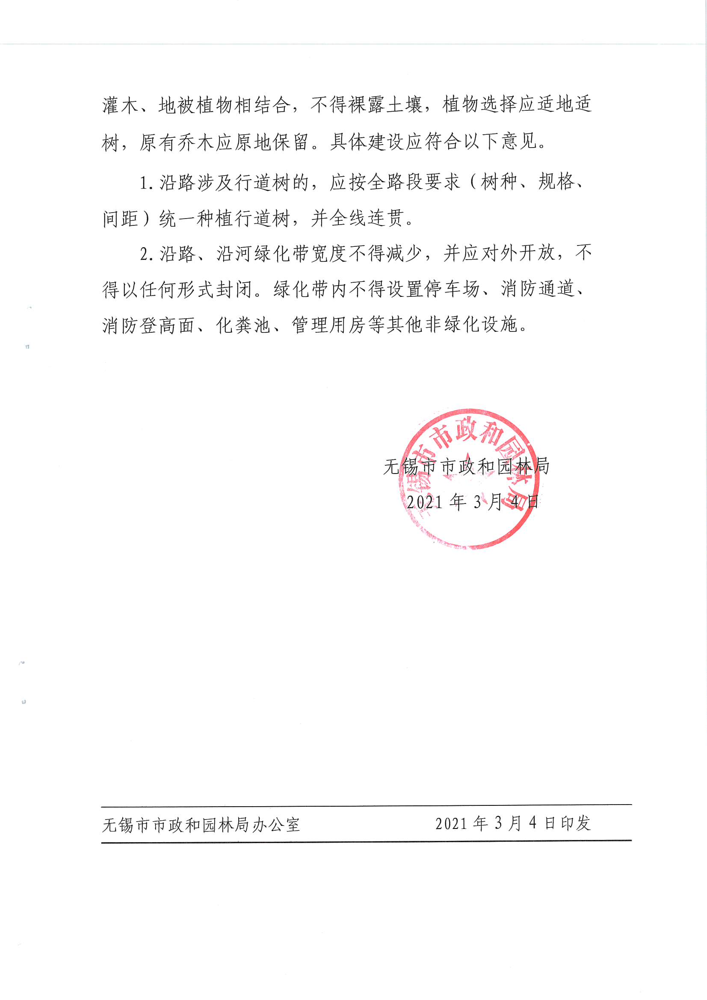 灌木、地被植物相结合，不得裸露土壤，植物选择应适地适
树，原有乔木应原地保留。具体建设应符合以下意见。
1.沿路涉及行道树的，应按全路段要求（树种、规格、
间距）统一种植行道树，并全线连贯。
2.沿路、沿河绿化带宽度不得减少，并应对外开放，不
得以任何形式封闭。绿化带内不得设置停车场、消防通道、
消防登高面、化粪池、管理用房等其他非绿化设施。
无锡市市政和园林局
无锡市市政和园林局
2021年3月4日
无锡市市政和园林局办公室 2021年3月4日印发